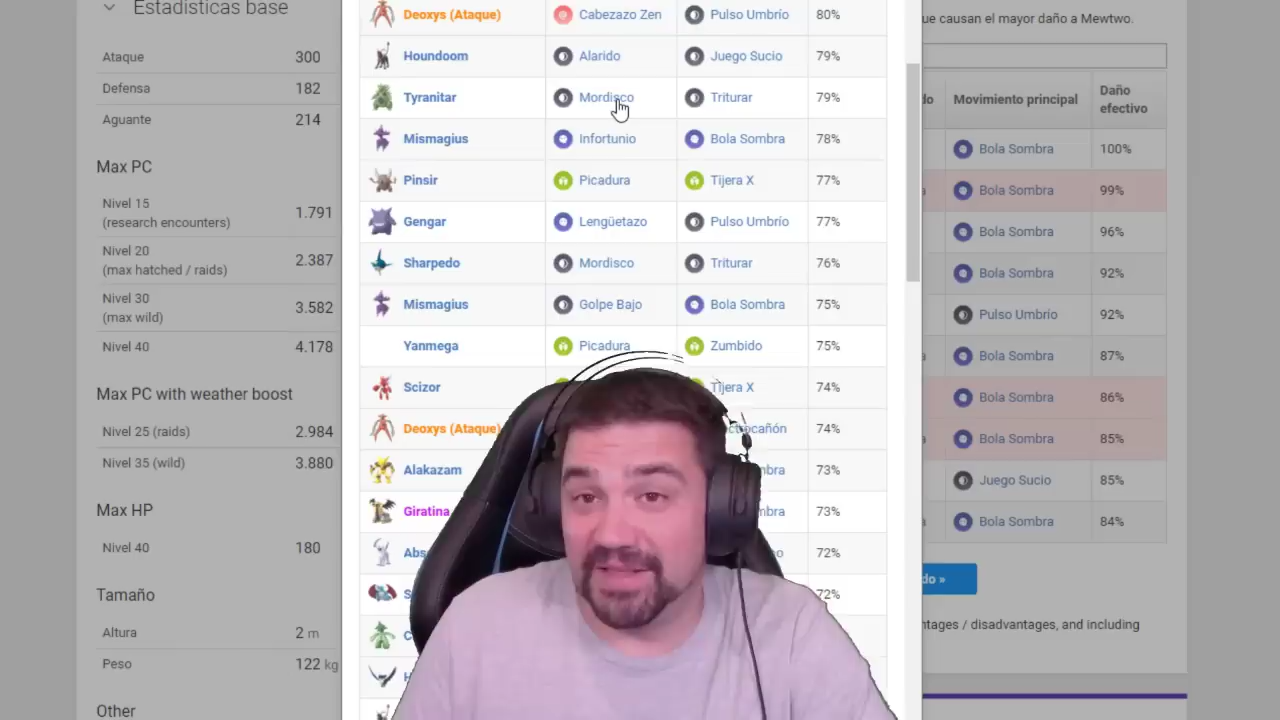 Estadísticas base
Ataque 300
Defensa 182
Aguante 214
Max PC
Nivel 15
(research encounters) 1.791
Nivel 20
(max hatched / raids) 2.387
Nivel 30
(max wild) 3.582
Nivel 40 4.178
Max PC with weather boost
Nivel 25 (raids) 2.984
Nivel 35 (wild) 3.880
Max HP
Nivel 40 180
Tamaño
Altura 2 m
Peso 122 kg
Other
Deoxys (Ataque) Cabezazo Zen Pulso Umbrío 80%
Houndoom Alarido Juego Sucio 79%
Tyranitar Mordisco Triturar 79%
Mismagius Infortunio Bola Sombra 78%
Pinsir Picadura Tijera X 77%
Gengar Lengüetazo Pulso Umbrío 77%
Sharpedo Mordisco Triturar 76%
Mismagius Golpe Bajo Bola Sombra 75%
Yanmega Picadura Zumbido 75%
Scizor Tijera X 74%
Deoxys (Ataque) 74%
Alakazam 73%
Giratina 73%
72%
72%
ue causan el mayor daño a Mewtwo.
do Movimiento principal Daño
efectivo
Bola Sombra 100%
Bola Sombra 99%
Bola Sombra 96%
Bola Sombra 92%
Pulso Umbrío 92%
Bola Sombra 87%
Bola Sombra 86%
Bola Sombra 85%
Juego Sucio 85%
Bola Sombra 84%
do »
ntages / disadvantages, and including